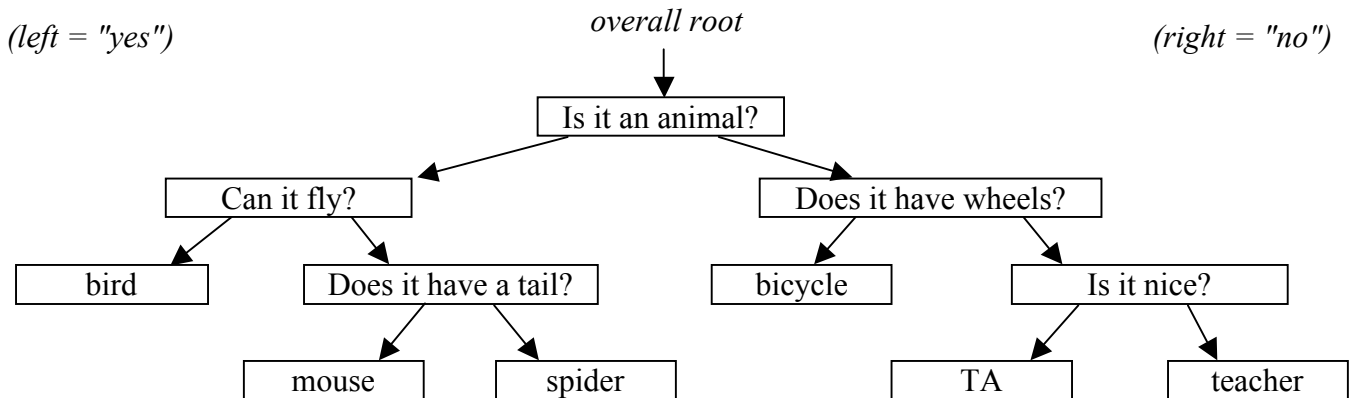 (left = "yes")
overall root
(right = "no")
Is it an animal?
Can it fly?
Does it have wheels?
bird
Does it have a tail?
bicycle
Is it nice?
mouse
spider
TA
teacher